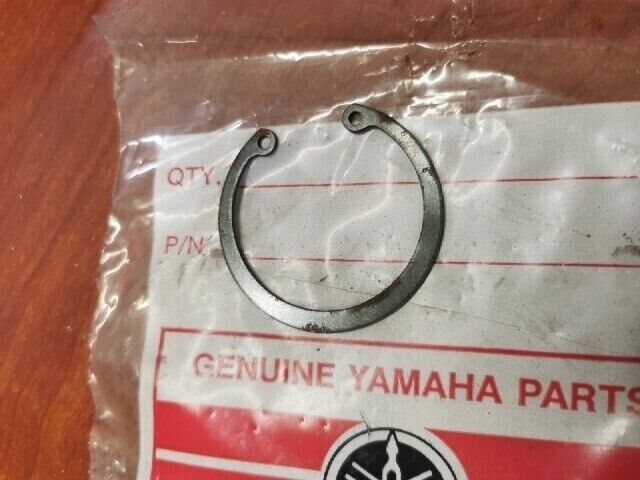 QTY.
P/N.
GENUINE YAMAHA PARTS